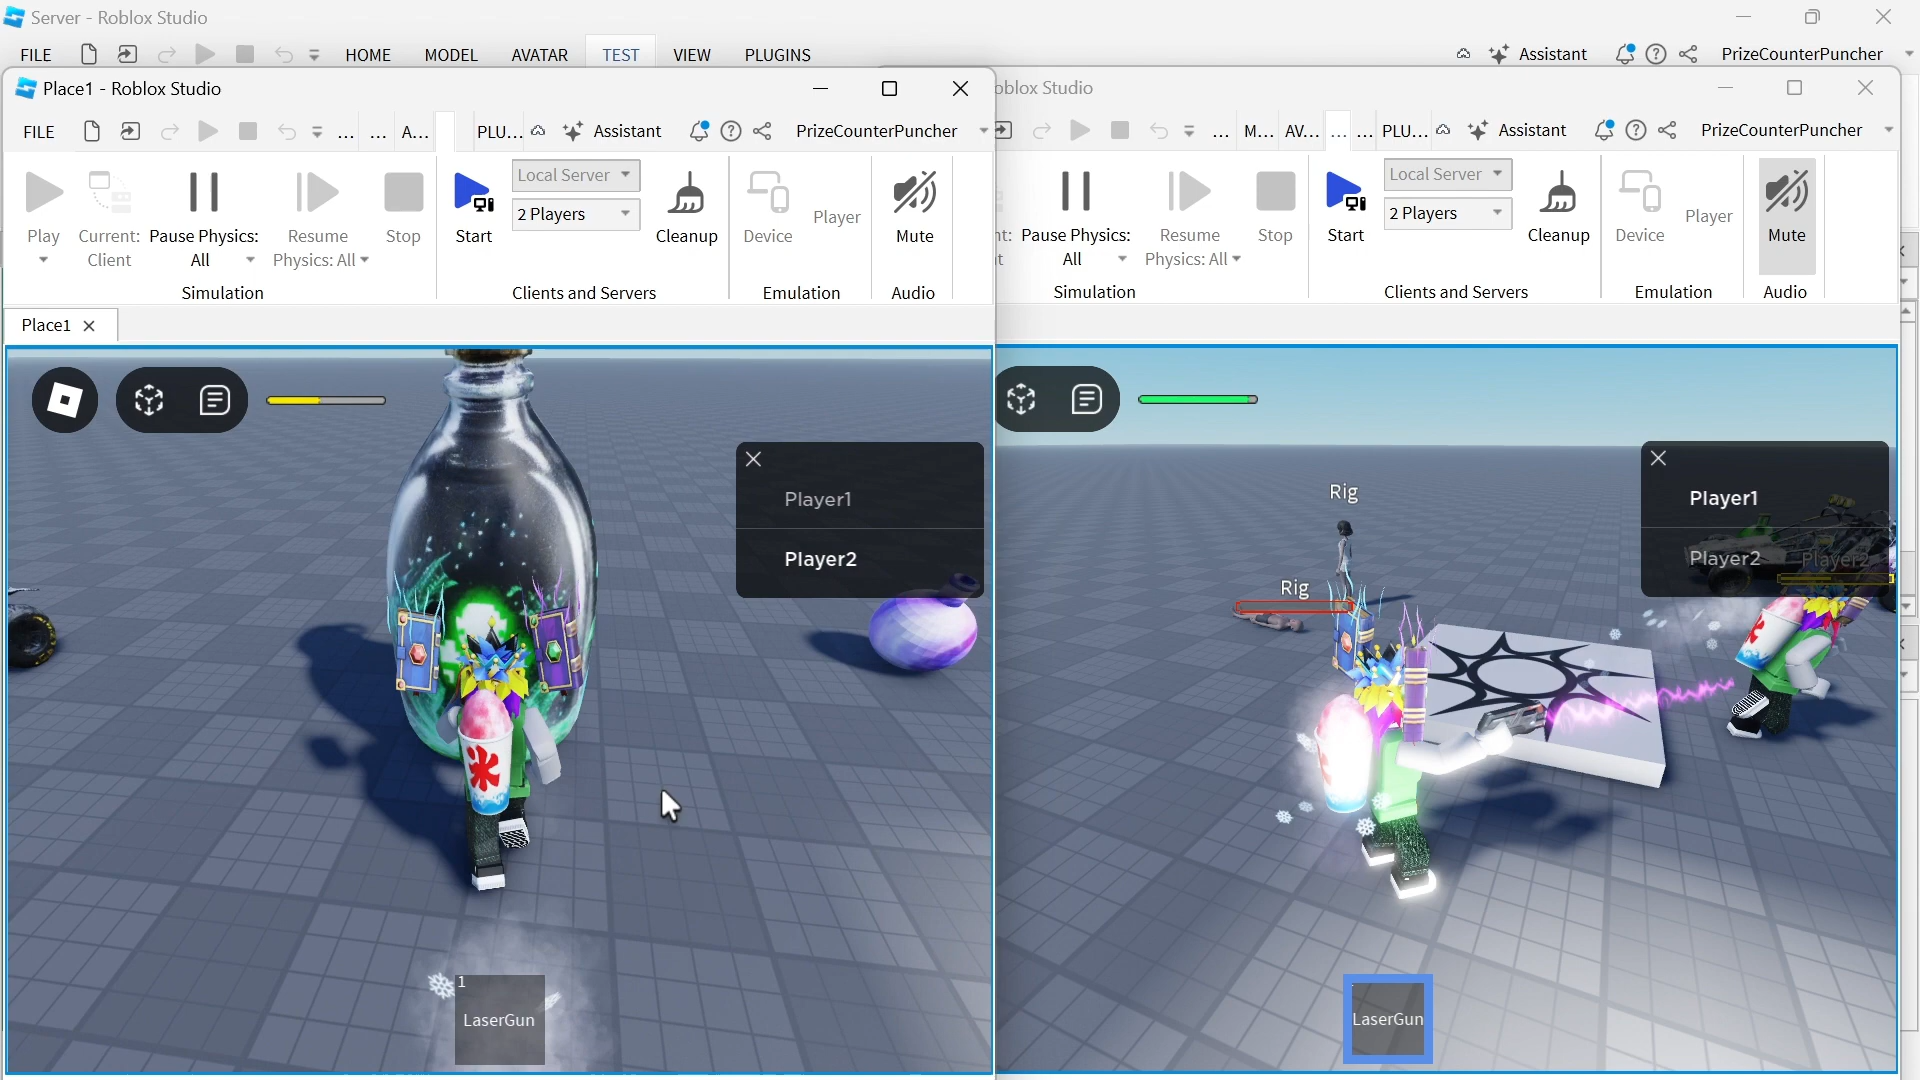 Server - Roblox Studio
FILE HOME MODEL AVATAR TEST VIEW PLUGINS Assistant PrizeCounterPuncher
Place1 - Roblox Studio
FILE ... ... A... PLU... Assistant PrizeCounterPuncher
Play
Current:
Client
Pause Physics:
All
Resume
Physics: All
Stop
Simulation
Start
Local Server
2 Players
Cleanup
Clients and Servers
Device
Player
Emulation
Mute
Audio
Place1
Player1
Player2
1
LaserGun
oblox Studio
... M... AV... ... ... PLU... Assistant PrizeCounterPuncher
nt:
t
Pause Physics:
All
Resume
Physics: All
Stop
Simulation
Start
Local Server
2 Players
Cleanup
Clients and Servers
Device
Player
Emulation
Mute
Audio
Player1
Player2
Player2
Rig
Rig
氷
氷
LaserGun